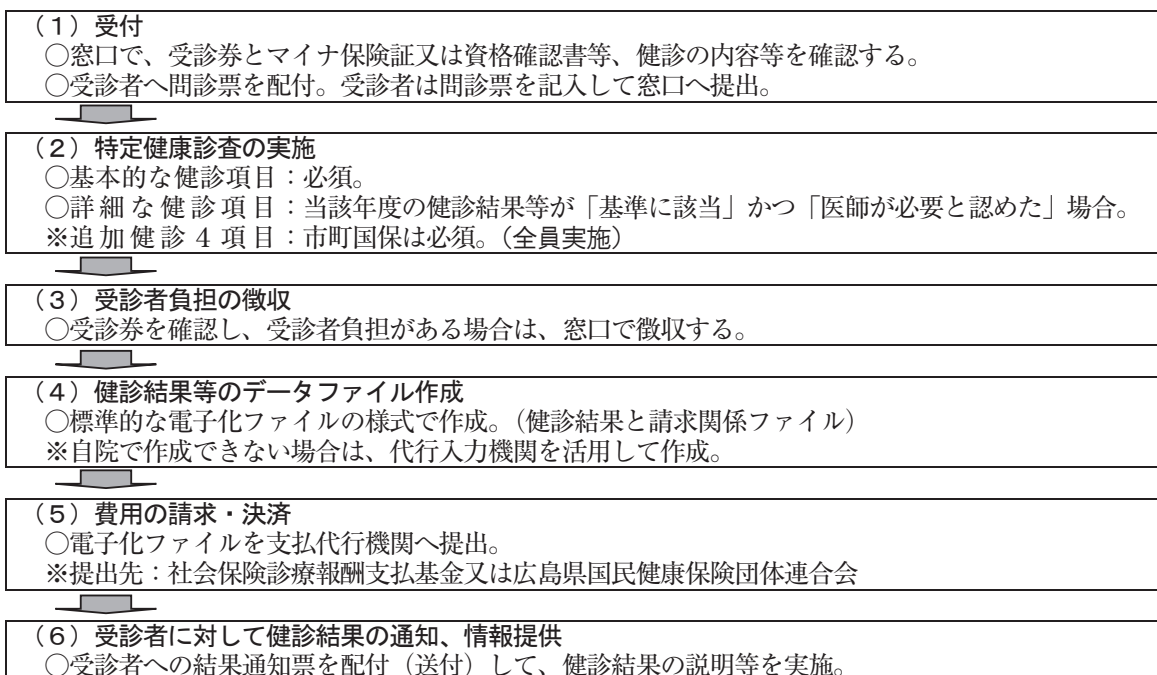 （１）受付
○窓口で、受診券とマイナ保険証又は資格確認書等、健診の内容等を確認する。
○受診者へ問診票を配付。受診者は問診票を記入して窓口へ提出。
（２）特定健康診査の実施
○基本的な健診項目：必須。
○詳細な健診項目：当該年度の健診結果等が「基準に該当」かつ「医師が必要と認めた」場合。
※追加健診４項目：市町国保は必須。（全員実施）
（３）受診者負担の徴収
○受診券を確認し、受診者負担がある場合は、窓口で徴収する。
（４）健診結果等のデータファイル作成
○標準的な電子化ファイルの様式で作成。（健診結果と請求関係ファイル）
※自院で作成できない場合は、代行入力機関を活用して作成。
（５）費用の請求・決済
○電子化ファイルを支払代行機関へ提出。
※提出先：社会保険診療報酬支払基金又は広島県国民健康保険団体連合会
（６）受診者に対して健診結果の通知、情報提供
○受診者への結果通知票を配付（送付）して、健診結果の説明等を実施。